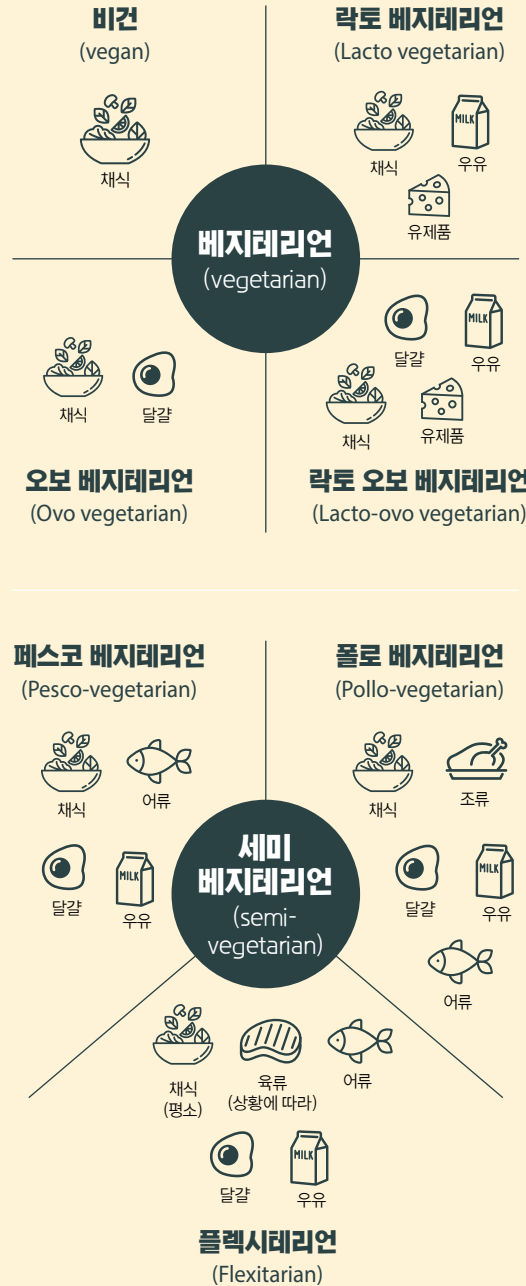 비건
(vegan)
채식
락토 베지테리언
(Lacto vegetarian)
채식
MILK
우유
유제품
베지테리언
(vegetarian)
채식
달걀
오보 베지테리언
(Ovo vegetarian)
달걀
MILK
우유
채식
유제품
락토 오보 베지테리언
(Lacto-ovo vegetarian)
페스코 베지테리언
(Pesco-vegetarian)
채식
어류
달걀
MILK
우유
폴로 베지테리언
(Pollo-vegetarian)
채식
조류
달걀
MILK
우유
어류
세미
베지테리언
(semi-
vegetarian)
채식
(평소)
육류
(상황에 따라)
어류
달걀
MILK
우유
플렉시테리언
(Flexitarian)